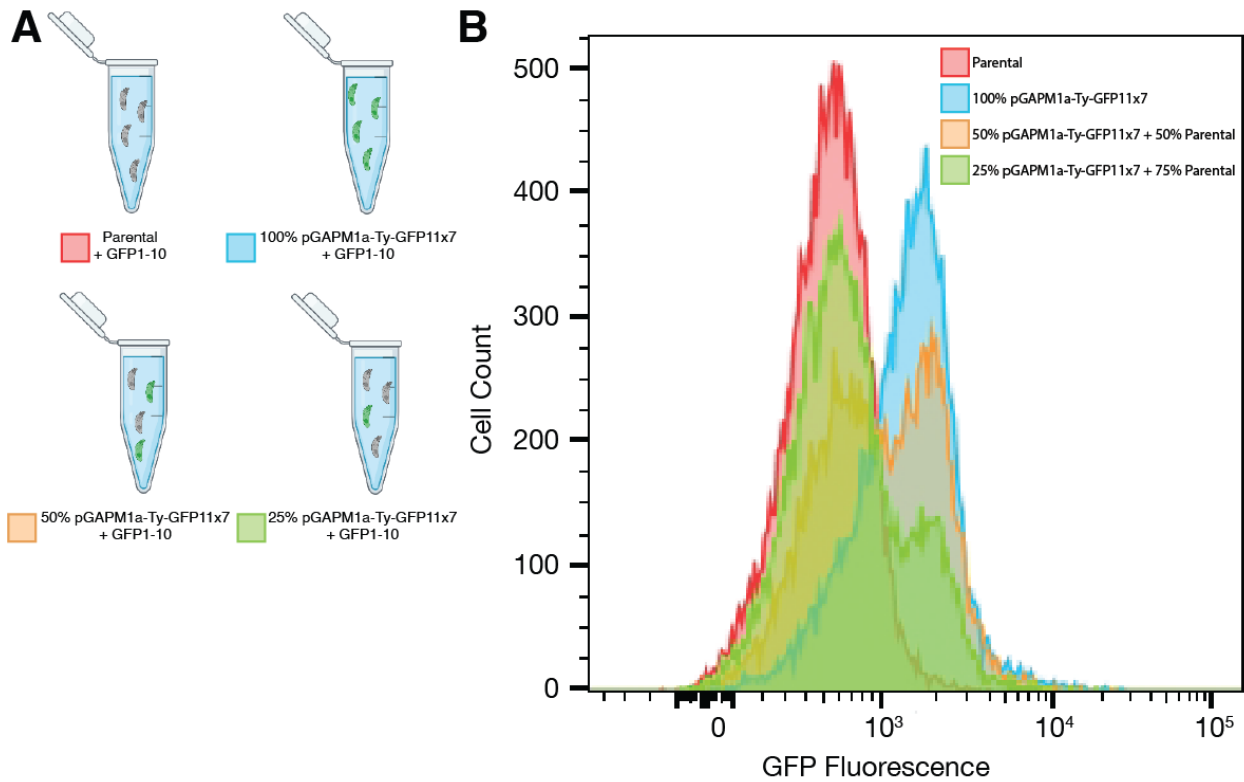 A
Parental
+ GFP1-10
100% pGAPM1a-Ty-GFP11x7
+ GFP1-10
50% pGAPM1a-Ty-GFP11x7
+ GFP1-10
25% pGAPM1a-Ty-GFP11x7
+ GFP1-10
B
Parental
100% pGAPM1a-Ty-GFP11x7
50% pGAPM1a-Ty-GFP11x7 + 50% Parental
25% pGAPM1a-Ty-GFP11x7 + 75% Parental
Cell Count
500
400
300
200
100
0
0 10³ 10⁴ 10⁵
GFP Fluorescence